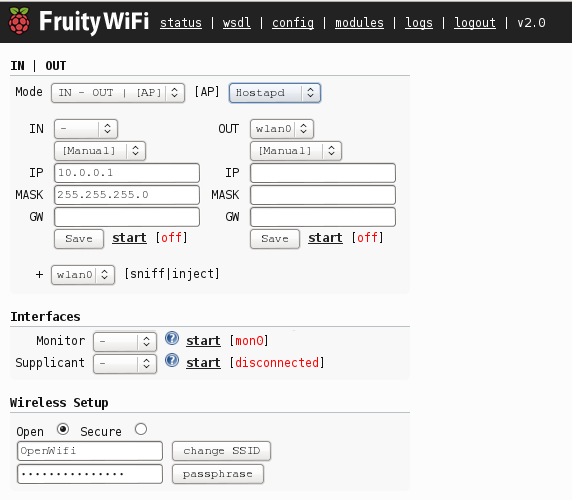 FruityWiFi status | wsdl | config | modules | logs | logout | v2.0
IN | OUT
Mode IN - OUT | [AP] [AP] Hostapd
IN - OUT wlan0
[Manual] [Manual]
IP 10.0.0.1 IP
MASK 255.255.255.0 MASK
GW GW
Save start [off] Save start [off]
+ wlan0 [sniff|inject]
Interfaces
Monitor - ? start [mon0]
Supplicant - ? start [disconnected]
Wireless Setup
Open Secure
OpenWifi change SSID
••••••••••••••• passphrase